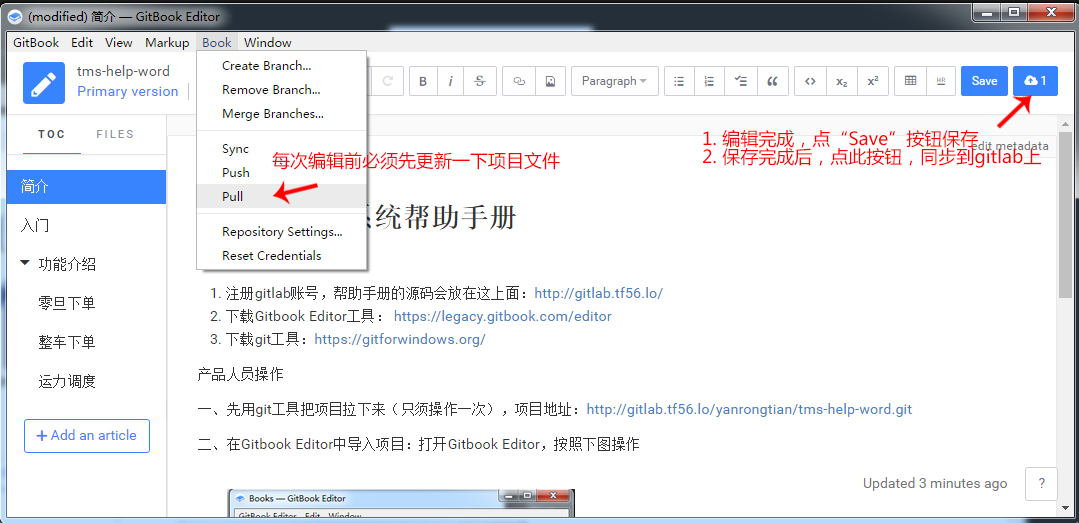 (modified) 简介 — GitBook Editor
GitBook Edit View Markup Book Window
tms-help-word
Primary version
B i S Paragraph x₂ x² HR Save 1
Create Branch...
Remove Branch...
Merge Branches...
Sync
Push
Pull
Repository Settings...
Reset Credentials
每次编辑前必须先更新一下项目文件
1. 编辑完成，点“Save”按钮保存
2. 保存完成后，点此按钮，同步到gitlab上
Edit metadata
TOC FILES
简介
入门
功能介绍
零旦下单
整车下单
运力调度
+ Add an article
系统帮助手册
1. 注册gitlab账号，帮助手册的源码会放在这上面：http://gitlab.tf56.lo/
2. 下载Gitbook Editor工具： https://legacy.gitbook.com/editor
3. 下载git工具：https://gitforwindows.org/
产品人员操作
一、先用git工具把项目拉下来（只须操作一次），项目地址：http://gitlab.tf56.lo/yanrongtian/tms-help-word.git
二、在Gitbook Editor中导入项目：打开Gitbook Editor，按照下图操作
Updated 3 minutes ago
?
Books — GitBook Editor
GitBook Editor Edit Window